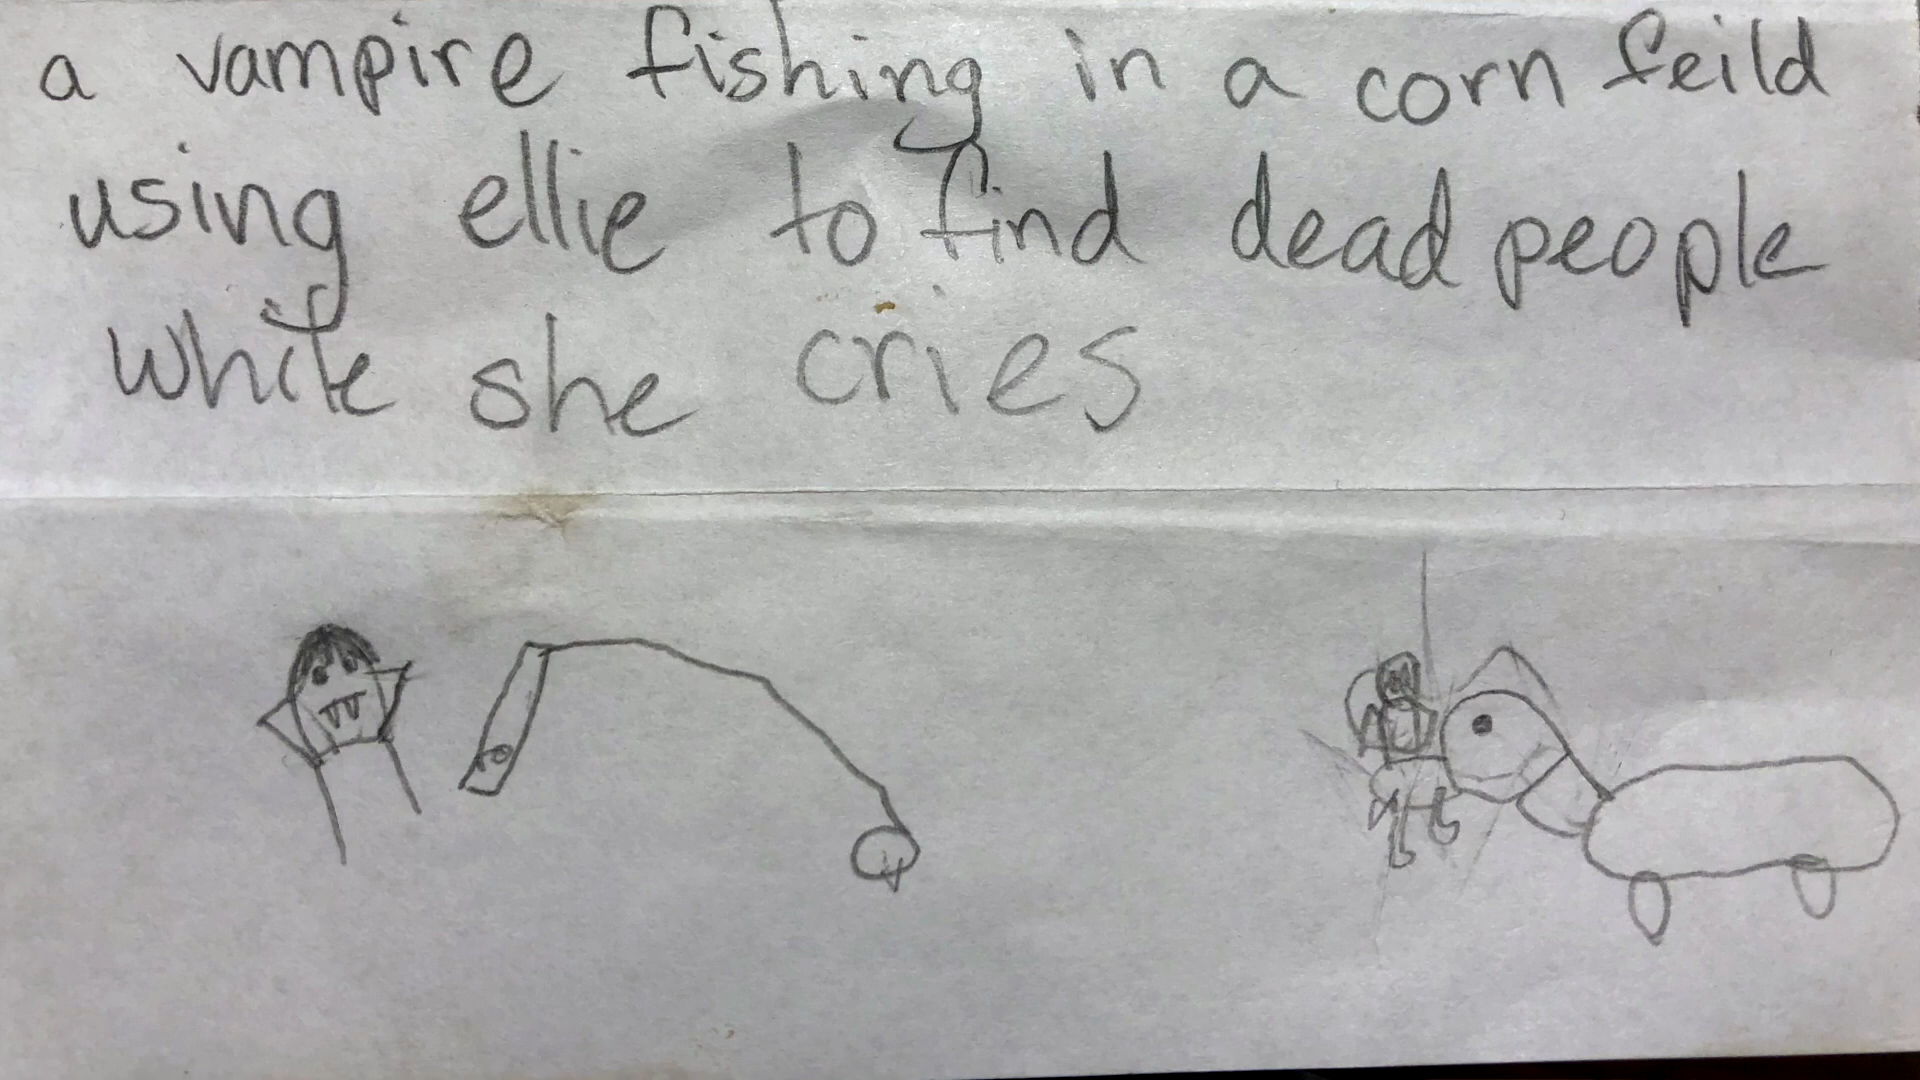 a vampire fishing in a corn feild
using ellie to find dead people
while she cries